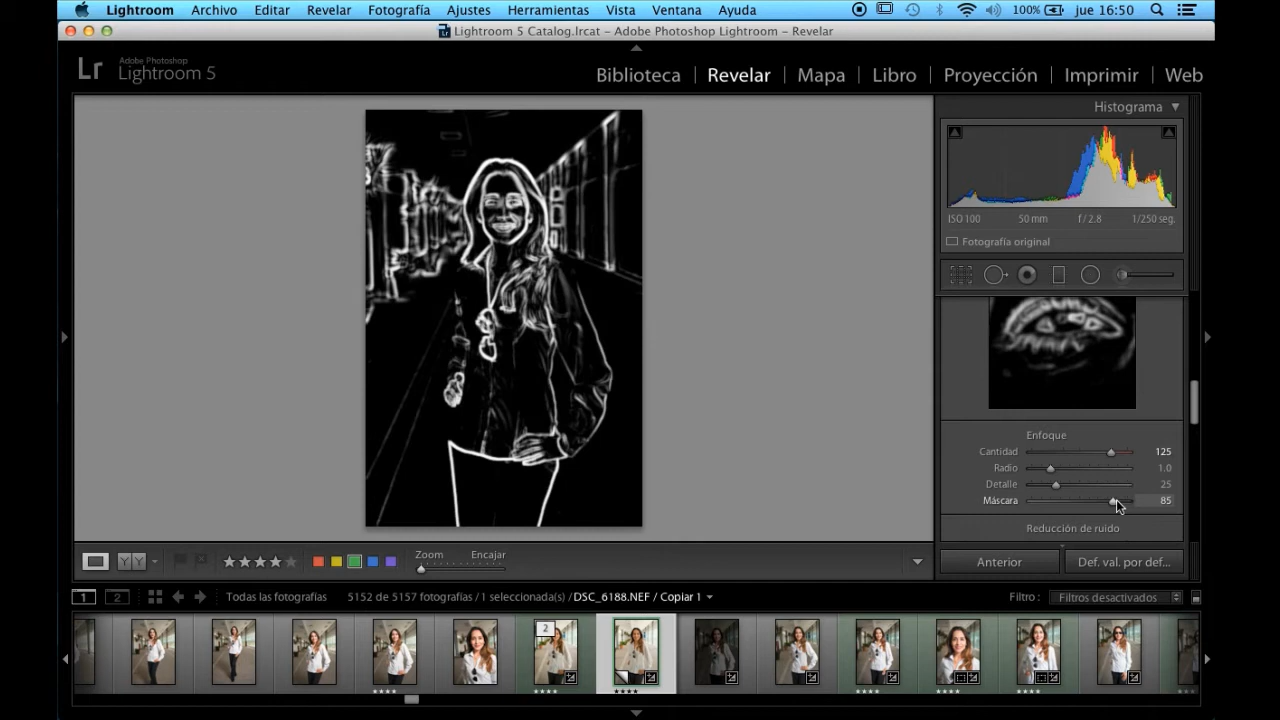 Lightroom Archivo Editar Revelar Fotografía Ajustes Herramientas Vista Ventana Ayuda 100% jue 16:50
Lightroom 5 Catalog.lrcat – Adobe Photoshop Lightroom – Revelar
Lr Adobe Photoshop Lightroom 5
Biblioteca Revelar Mapa Libro Proyección Imprimir Web
Histograma
ISO 100 50 mm f / 2.8 1/250 seg.
Fotografía original
Enfoque
Cantidad 125
Radio 1.0
Detalle 25
Máscara 85
Reducción de ruido
Zoom Encajar
Anterior Def. val. por def...
1 2 Todas las fotografías 5152 de 5157 fotografías / 1 seleccionada(s) / DSC_6188.NEF / Copiar 1 Filtro : Filtros desactivados
2